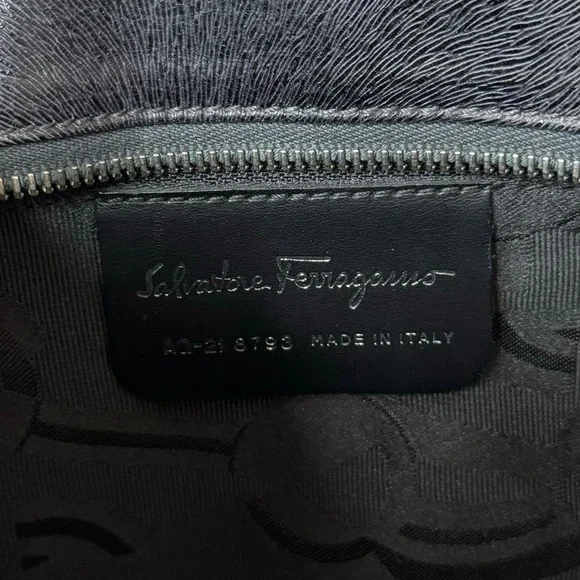 Salvatore Ferragamo
AQ-21 8793 MADE IN ITALY